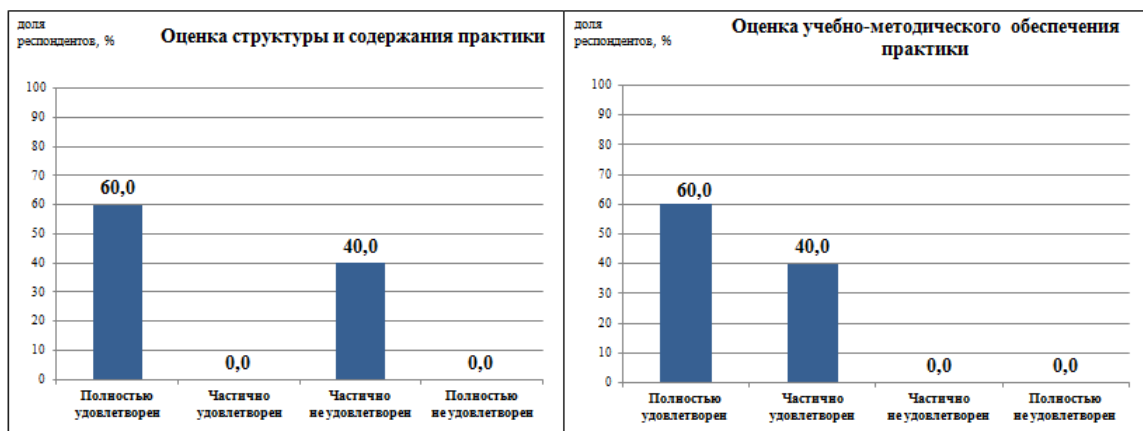 доля
респондентов, %
Оценка структуры и содержания практики
100
90
80
70
60
50
40
30
20
10
0
60,0
0,0
40,0
0,0
Полностью
удовлетворен
Частично
удовлетворен
Частично
не удовлетворен
Полностью
не удовлетворен
доля
респондентов, %
Оценка учебно-методического обеспечения
практики
100
90
80
70
60
50
40
30
20
10
0
60,0
40,0
0,0
0,0
Полностью
удовлетворен
Частично
удовлетворен
Частично
не удовлетворен
Полностью
не удовлетворен